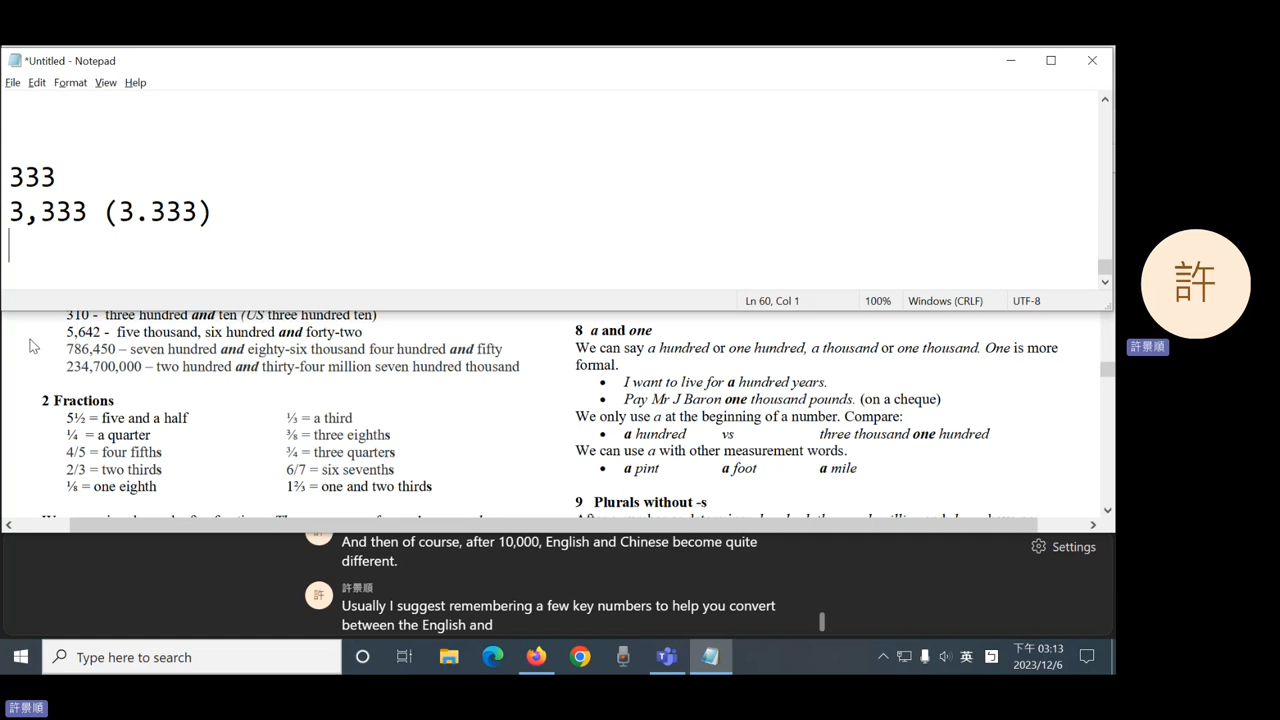 *Untitled - Notepad
File Edit Format View Help
333
3,333 (3.333)
Ln 60, Col 1 100% Windows (CRLF) UTF-8
310 - three hundred and ten (US three hundred ten)
5,642 - five thousand, six hundred and forty-two
786,450 – seven hundred and eighty-six thousand four hundred and fifty
234,700,000 – two hundred and thirty-four million seven hundred thousand
2 Fractions
5½ = five and a half ⅓ = a third
¼ = a quarter ⅜ = three eighths
4/5 = four fifths ¾ = three quarters
2/3 = two thirds 6/7 = six sevenths
⅛ = one eighth 1⅔ = one and two thirds
8 a and one
We can say a hundred or one hundred, a thousand or one thousand. One is more
formal.
• I want to live for a hundred years.
• Pay Mr J Baron one thousand pounds. (on a cheque)
We only use a at the beginning of a number. Compare:
• a hundred vs three thousand one hundred
We can use a with other measurement words.
• a pint a foot a mile
9 Plurals without -s
許
許景順
許
And then of course, after 10,000, English and Chinese become quite
different.
許景順
許
Usually I suggest remembering a few key numbers to help you convert
between the English and
Settings
Type here to search
英
下午 03:13
2023/12/6
許景順